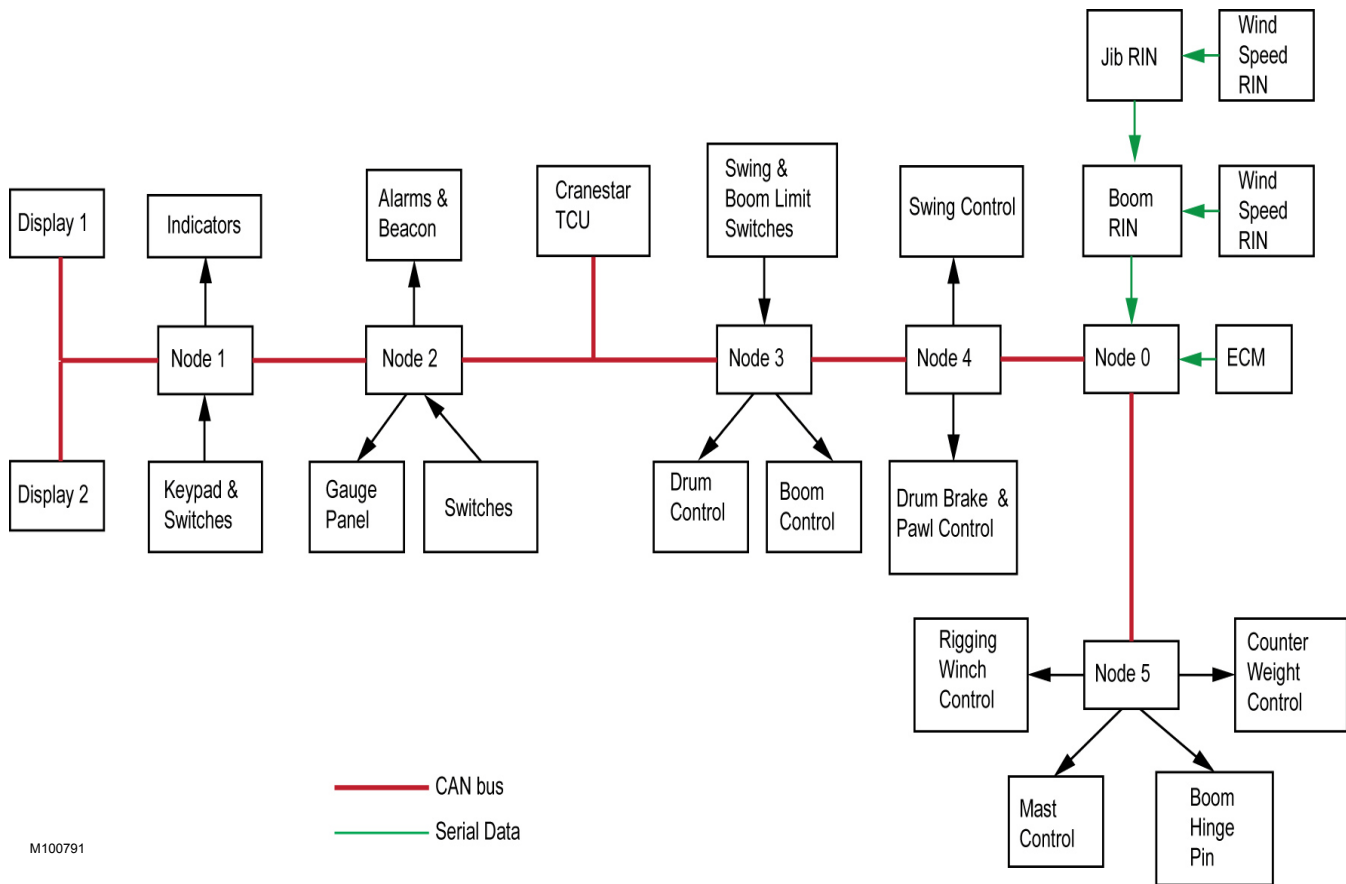 Jib RIN
Wind
Speed
RIN
Display 1
Indicators
Alarms &
Beacon
Cranestar
TCU
Swing &
Boom Limit
Switches
Swing Control
Boom
RIN
Wind
Speed
RIN
Node 1
Node 2
Node 3
Node 4
Node 0
ECM
Display 2
Keypad &
Switches
Gauge
Panel
Switches
Drum
Control
Boom
Control
Drum Brake &
Pawl Control
Rigging
Winch
Control
Node 5
Counter
Weight
Control
Mast
Control
Boom
Hinge
Pin
CAN bus
Serial Data
M100791